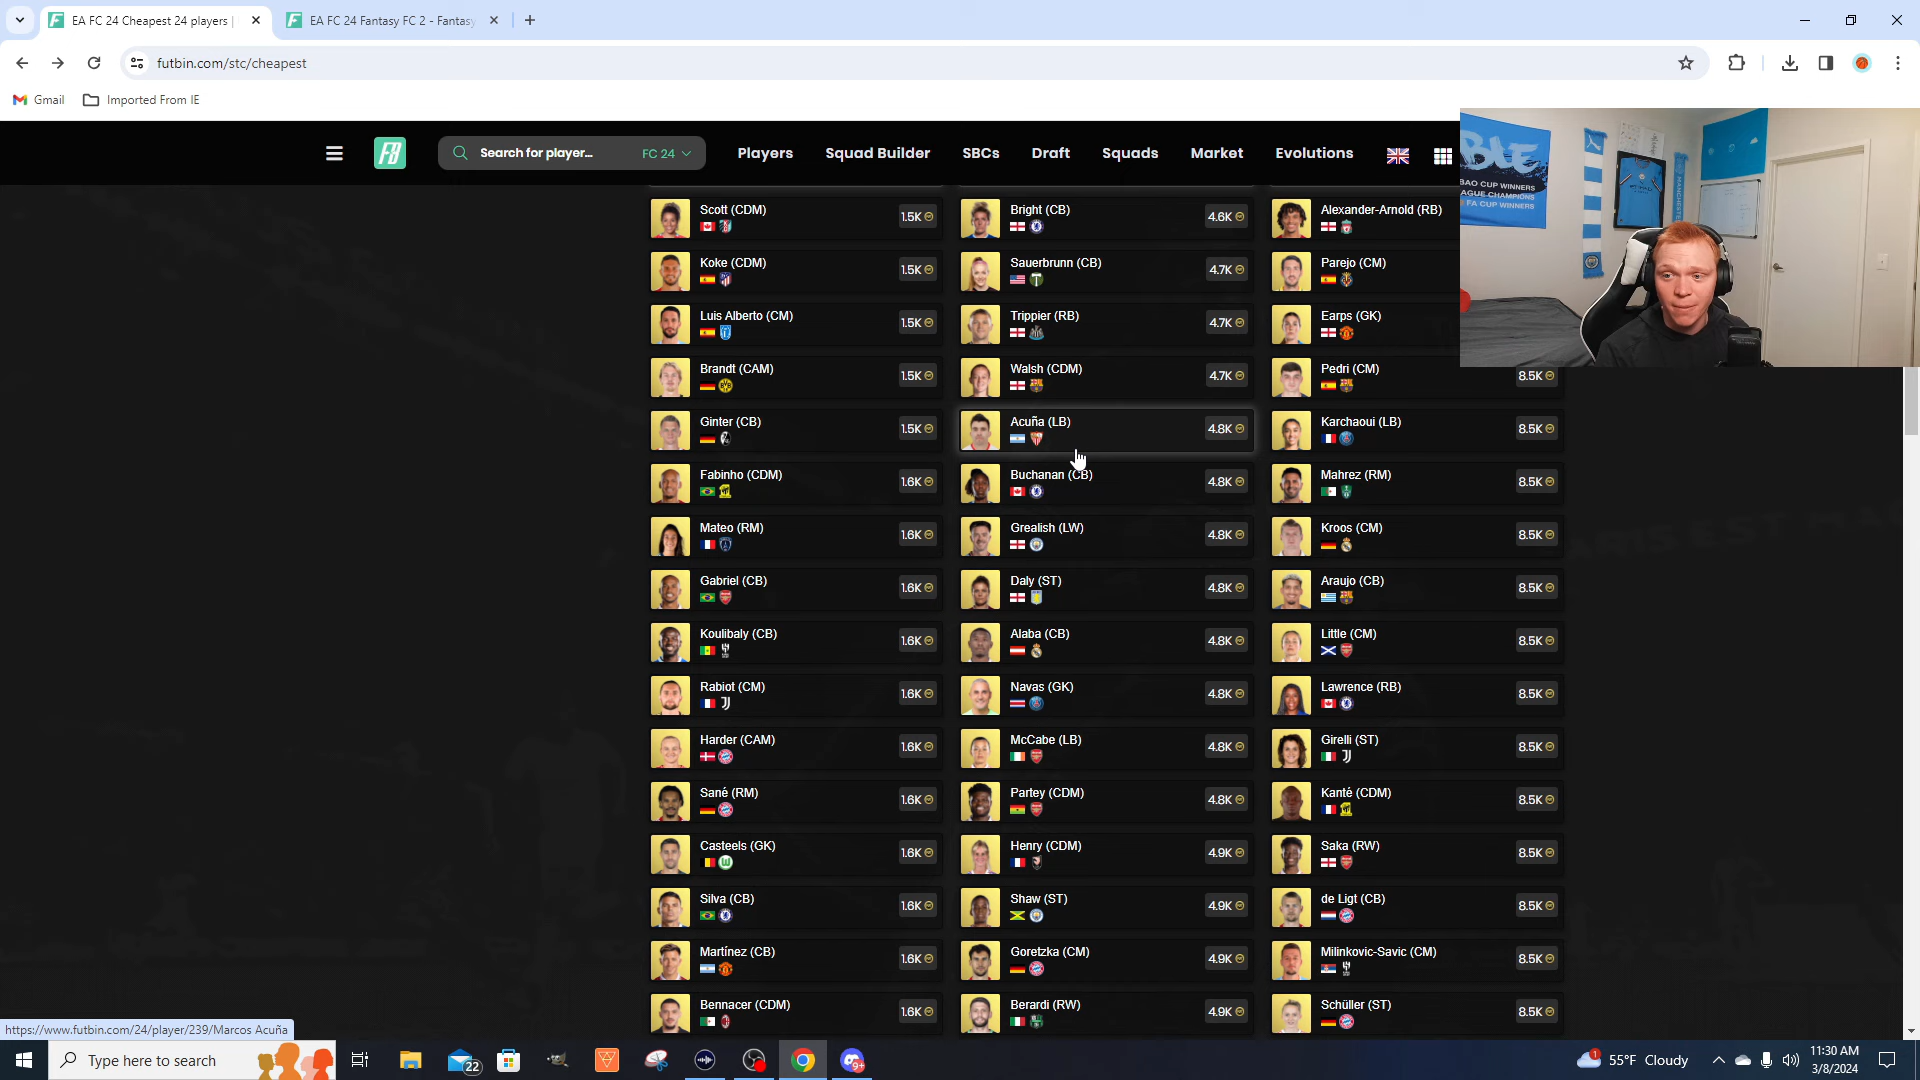 EA FC 24 Cheapest 24 players |
EA FC 24 Fantasy FC 2 - Fantasy
futbin.com/stc/cheapest
Gmail
Imported From IE
Search for player...
FC 24
Players
Squad Builder
SBCs
Draft
Squads
Market
Evolutions
BAO CUP WINNERS
AGUE CHAMPIONS
FA CUP WINNERS
Scott (CDM)
1.5K
Bright (CB)
4.6K
Alexander-Arnold (RB)
Koke (CDM)
1.5K
Sauerbrunn (CB)
4.7K
Parejo (CM)
Luis Alberto (CM)
1.5K
Trippier (RB)
4.7K
Earps (GK)
Brandt (CAM)
1.5K
Walsh (CDM)
4.7K
Pedri (CM)
8.5K
Ginter (CB)
1.5K
Acuña (LB)
4.8K
Karchaoui (LB)
8.5K
Fabinho (CDM)
1.6K
Buchanan (CB)
4.8K
Mahrez (RM)
8.5K
Mateo (RM)
1.6K
Grealish (LW)
4.8K
Kroos (CM)
8.5K
Gabriel (CB)
1.6K
Daly (ST)
4.8K
Araujo (CB)
8.5K
Koulibaly (CB)
1.6K
Alaba (CB)
4.8K
Little (CM)
8.5K
Rabiot (CM)
1.6K
Navas (GK)
4.8K
Lawrence (RB)
8.5K
Harder (CAM)
1.6K
McCabe (LB)
4.8K
Girelli (ST)
8.5K
Sané (RM)
1.6K
Partey (CDM)
4.8K
Kanté (CDM)
8.5K
Casteels (GK)
1.6K
Henry (CDM)
4.9K
Saka (RW)
8.5K
Silva (CB)
1.6K
Shaw (ST)
4.9K
de Ligt (CB)
8.5K
Martínez (CB)
1.6K
Goretzka (CM)
4.9K
Milinkovic-Savic (CM)
8.5K
Bennacer (CDM)
1.6K
Berardi (RW)
4.9K
Schüller (ST)
8.5K
https://www.futbin.com/24/player/239/Marcos Acuña
Type here to search
22
9+
1
55°F Cloudy
11:30 AM
3/8/2024